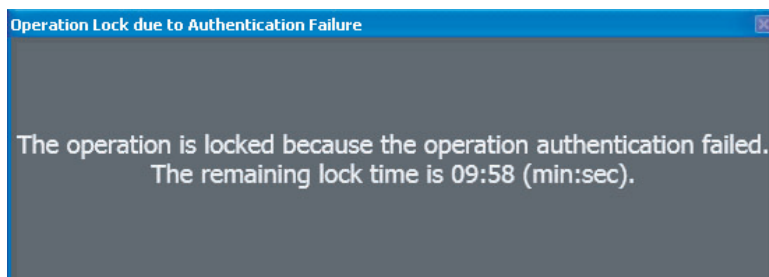 Operation Lock due to Authentication Failure
The operation is locked because the operation authentication failed.
The remaining lock time is 09:58 (min:sec).